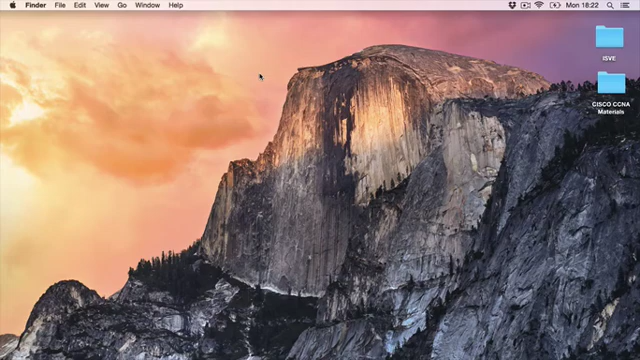 Finder File Edit View Go Window Help Mon 18:22
ISVE
CISCO CCNA
Materials